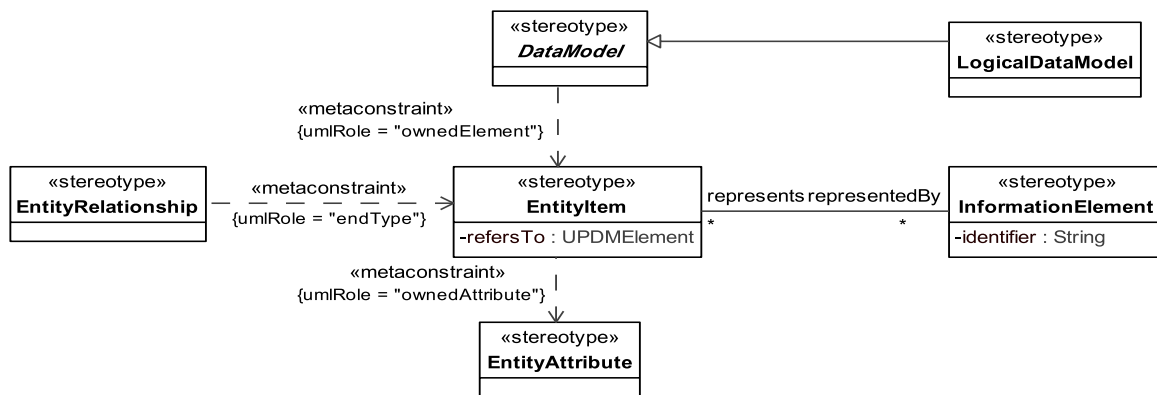 «stereotype»
DataModel
«stereotype»
LogicalDataModel
«metaconstraint»
{umlRole = "ownedElement"}
«stereotype»
EntityRelationship
«metaconstraint»
{umlRole = "endType"}
«stereotype»
EntityItem
-refersTo : UPDMElement
represents representedBy
* *
«stereotype»
InformationElement
-identifier : String
«metaconstraint»
{umlRole = "ownedAttribute"}
«stereotype»
EntityAttribute